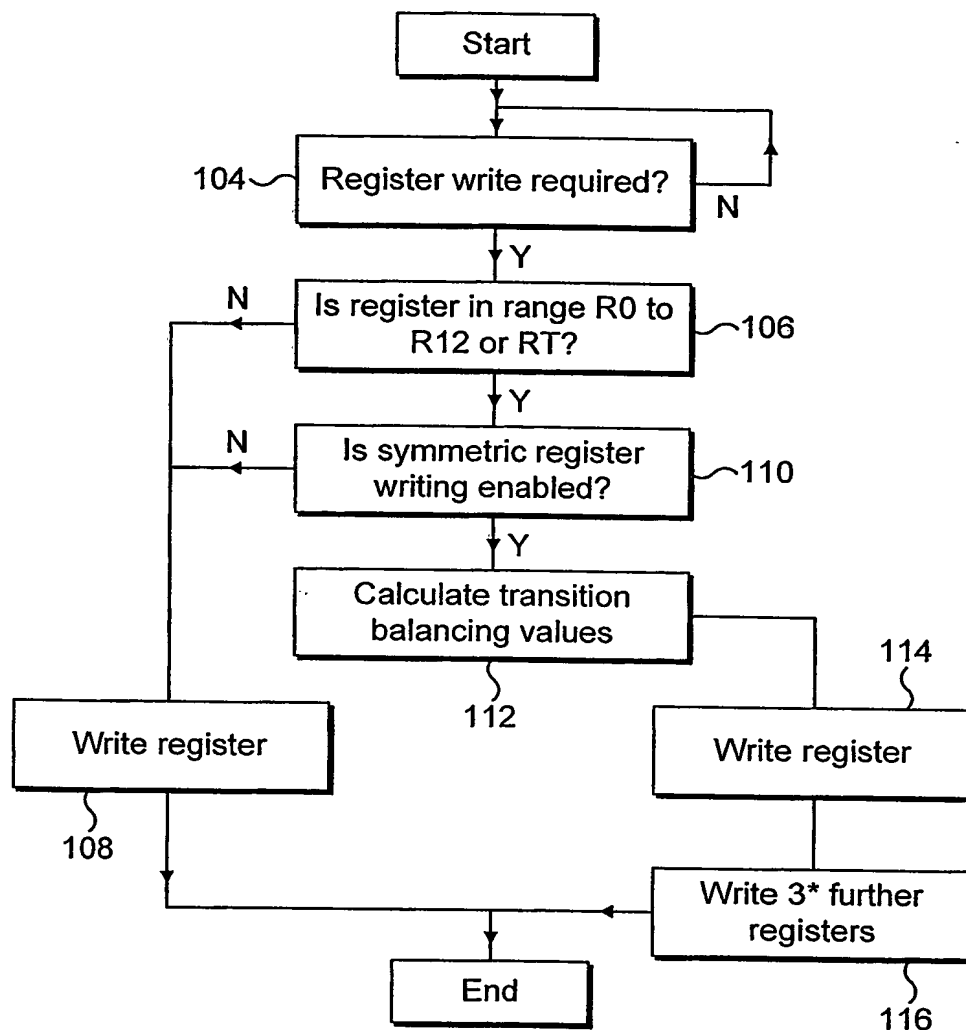 Start
104
Register write required?
N
Y
N
Is register in range R0 to
R12 or RT?
106
Y
N
Is symmetric register
writing enabled?
110
Y
Calculate transition
balancing values
112
114
Write register
108
Write register
Write 3* further
registers
116
End